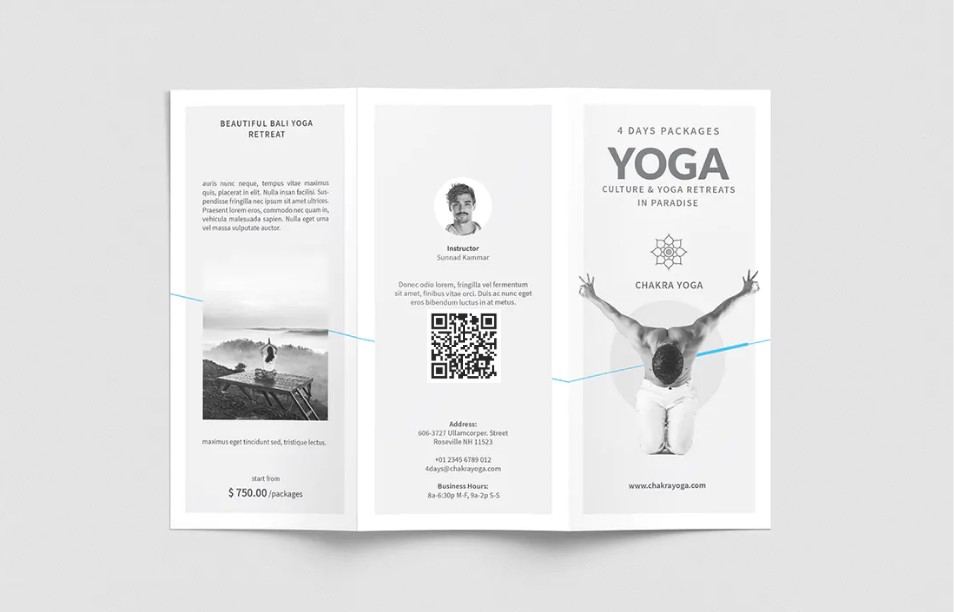 BEAUTIFUL BALI YOGA
RETREAT
auris nunc neque, tempus vitae maximus
quis, placerat in elit. Nulla insan facilisi. Sus-
pendisse fringilla nec ipsum sit amet ultrices.
Praesent lorem eros, commodo nec quam in,
vehicula malesuada sapien. Nulla eget urna
vel massa vulputate auctor.
maximus eget tincidunt sed, tristique lectus.
start from
$ 750.00 /packages
Instructor
Sunnad Kammar
Donec odio lorem, fringilla vel fermentum
sit amet, finibus vitae orci. Duis ac nunc eget
eros bibendum luctus in at metus.
Address:
606-3727 Ullamcorper. Street
Roseville NH 11523
+01 2345 6789 012
4days@chakrayoga.com
Business Hours:
8a-6:30p M-F, 9a-2p S-S
4 DAYS PACKAGES
YOGA
CULTURE & YOGA RETREATS
IN PARADISE
CHAKRA YOGA
www.chakrayoga.com